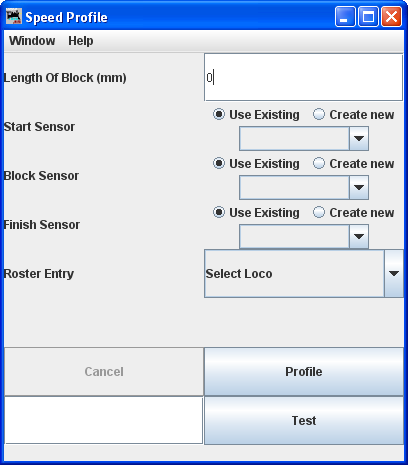 Speed Profile
Window Help
Length Of Block (mm) 0
Use Existing Create new
Start Sensor
Use Existing Create new
Block Sensor
Use Existing Create new
Finish Sensor
Roster Entry Select Loco
Cancel Profile
Test